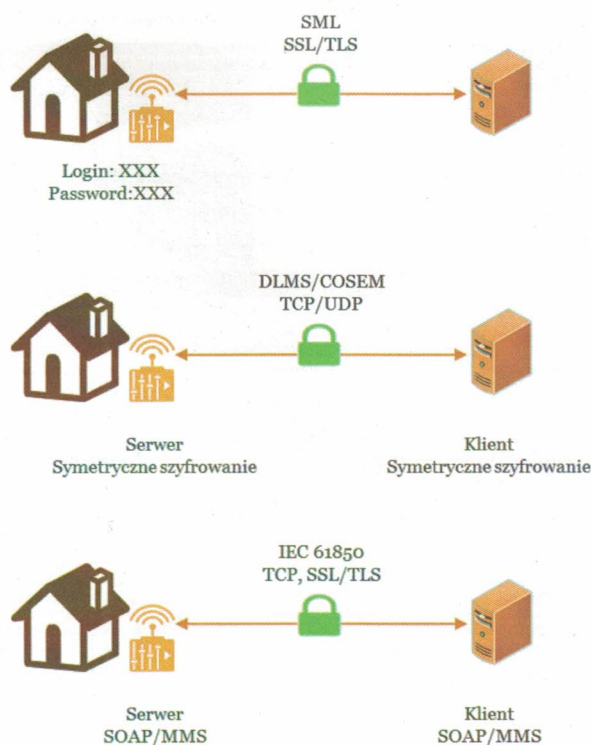 SML
SSL/TLS
Login: XXX
Password:XXX
DLMS/COSEM
TCP/UDP
Serwer
Symetryczne szyfrowanie
Klient
Symetryczne szyfrowanie
IEC 61850
TCP, SSL/TLS
Serwer
SOAP/MMS
Klient
SOAP/MMS